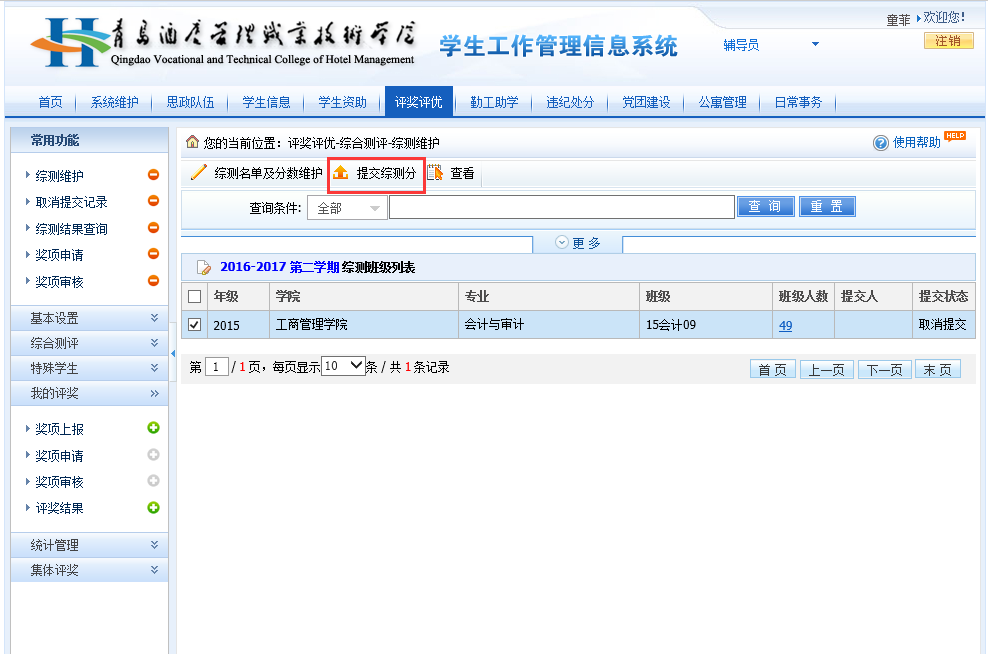 青岛酒店管理职业技术学院
Qingdao Vocational and Technical College of Hotel Management
学生工作管理信息系统
辅导员
童菲 欢迎您!
注销
首页 系统维护 思政队伍 学生信息 学生资助 评奖评优 勤工助学 违纪处分 党团建设 公寓管理 日常事务
常用功能
综测维护
取消提交记录
综测结果查询
奖项申请
奖项审核
基本设置
综合测评
特殊学生
我的评奖
奖项上报
奖项申请
奖项审核
评奖结果
统计管理
集体评奖
您的当前位置：评奖评优-综合测评-综测维护
使用帮助 HELP
综测名单及分数维护 提交综测分 查看
查询条件: 全部 查 询 重 置
更 多
2016-2017 第二学期 综测班级列表
年级 学院 专业 班级 班级人数 提交人 提交状态
2015 工商管理学院 会计与审计 15会计09 49 取消提交
第 1 / 1 页，每页显示 10 条 / 共 1 条记录
首 页 上一页 下一页 末 页